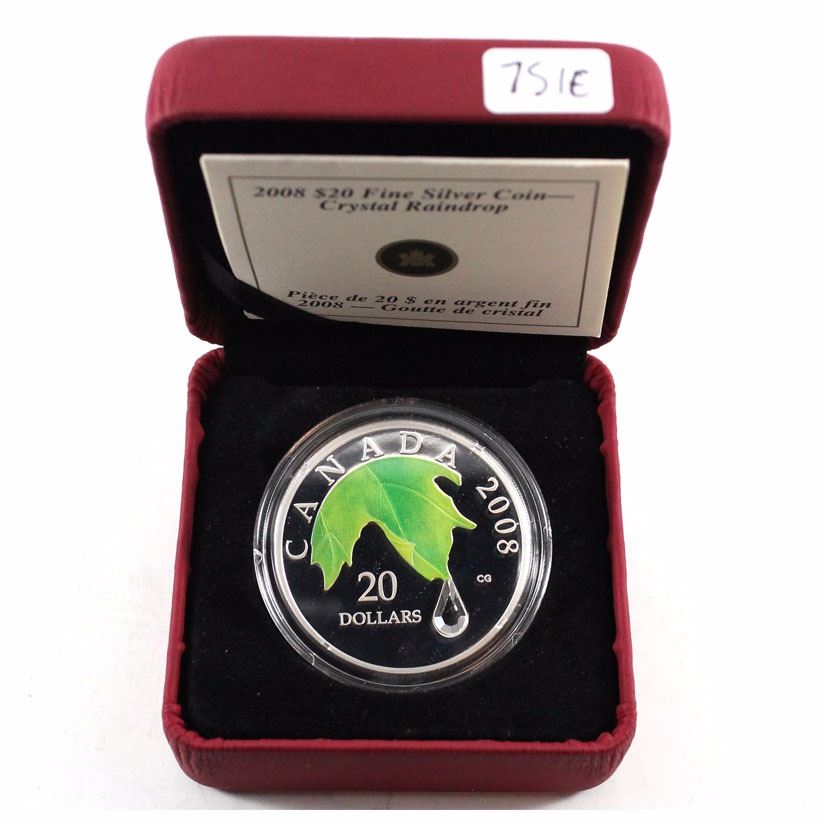 751E
2008 $20 Fine Silver Coin—
Crystal Raindrop
Pièce de 20 $ en argent fin
2008 — Goutte de cristal
CANADA 2008
CG
20
DOLLARS